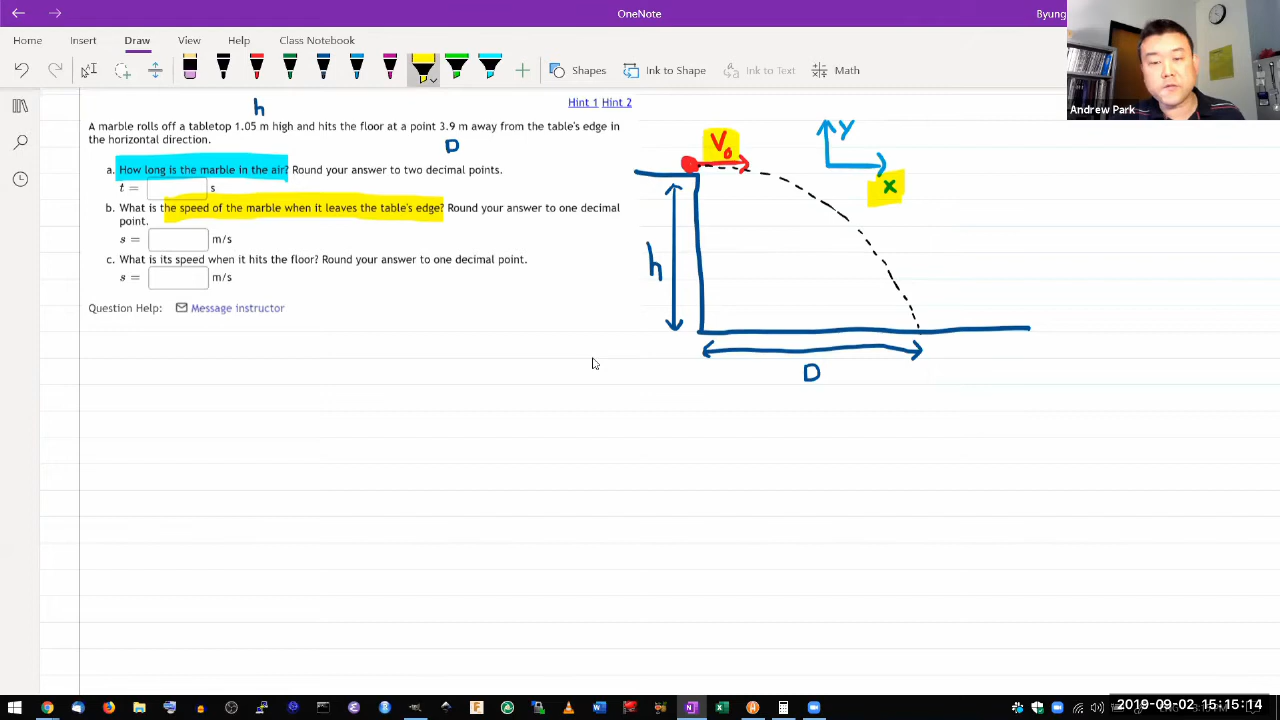 OneNote
Byung
Home Insert Draw View Help Class Notebook
Shapes Ink to Shape Ink to Text Math
Andrew Park
h
Hint 1 Hint 2
A marble rolls off a tabletop 1.05 m high and hits the floor at a point 3.9 m away from the table's edge in
the horizontal direction.
D
a. How long is the marble in the air? Round your answer to two decimal points.
t = s
b. What is the speed of the marble when it leaves the table's edge? Round your answer to one decimal
point.
s = m/s
c. What is its speed when it hits the floor? Round your answer to one decimal point.
s = m/s
Question Help: Message instructor
V0
Y
x
h
D
2019-09-02 15:15:14